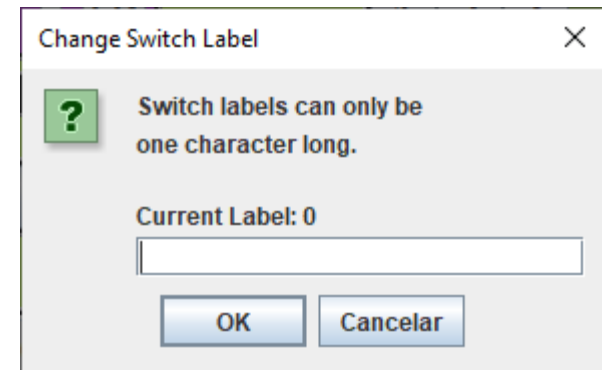 Change Switch Label
Switch labels can only be
one character long.
Current Label: 0
OK Cancelar